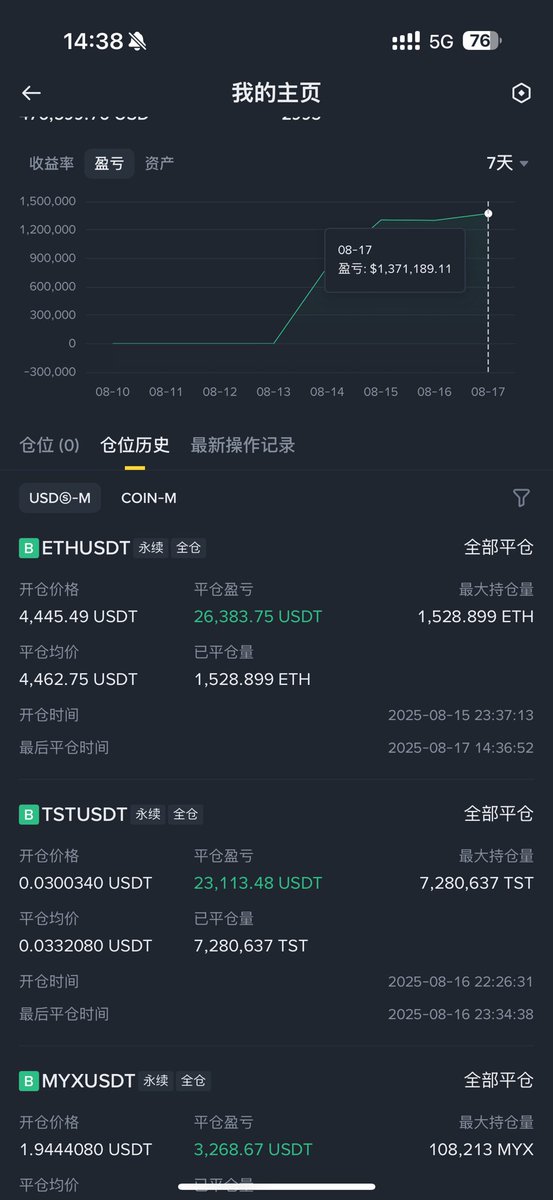 14:38 5G 76
我的主页
收益率 盈亏 资产 7天
1,500,000
1,200,000
900,000
600,000
300,000
0
-300,000
08-17
盈亏: $1,371,189.11
08-10 08-11 08-12 08-13 08-14 08-15 08-16 08-17
仓位 (0) 仓位历史 最新操作记录
USDⓈ-M COIN-M
B ETHUSDT 永续 全仓 全部平仓
开仓价格 平仓盈亏 最大持仓量
4,445.49 USDT 26,383.75 USDT 1,528.899 ETH
平仓均价 已平仓量
4,462.75 USDT 1,528.899 ETH
开仓时间 2025-08-15 23:37:13
最后平仓时间 2025-08-17 14:36:52
B TSTUSDT 永续 全仓 全部平仓
开仓价格 平仓盈亏 最大持仓量
0.0300340 USDT 23,113.48 USDT 7,280,637 TST
平仓均价 已平仓量
0.0332080 USDT 7,280,637 TST
开仓时间 2025-08-16 22:26:31
最后平仓时间 2025-08-16 23:34:38
B MYXUSDT 永续 全仓 全部平仓
开仓价格 平仓盈亏 最大持仓量
1.9444080 USDT 3,268.67 USDT 108,213 MYX
平仓均价 已平仓量